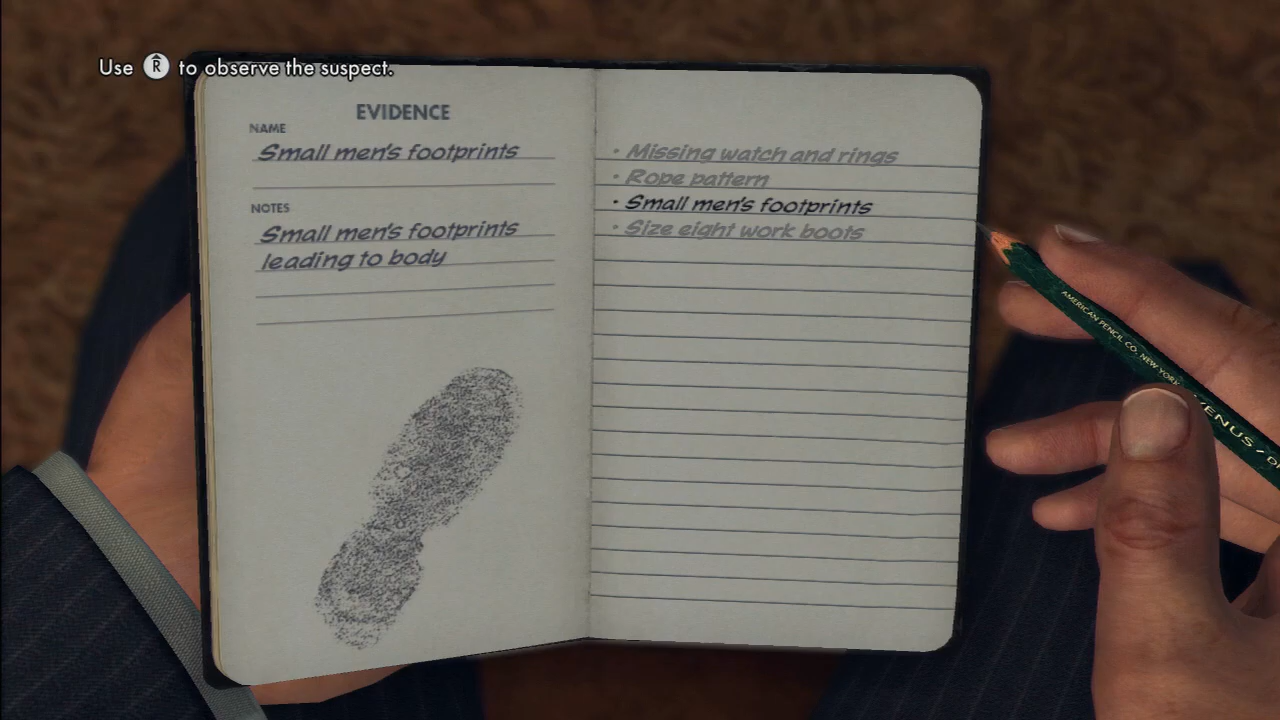 Use R to observe the suspect.
EVIDENCE
NAME
Small men's footprints
NOTES
Small men's footprints
leading to body
• Missing watch and rings
• Rope pattern
• Small men's footprints
• Size eight work boots
AMERICAN PENCIL CO. NEW YORK
VENUS